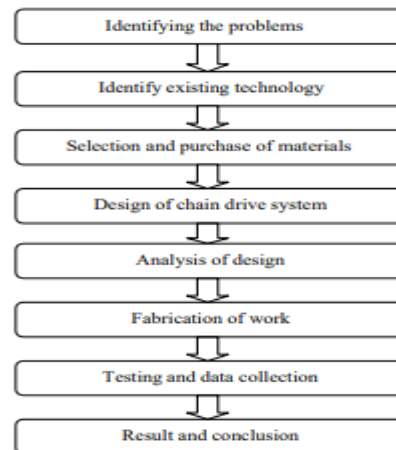 Identifying the problems
Identify existing technology
Selection and purchase of materials
Design of chain drive system
Analysis of design
Fabrication of work
Testing and data collection
Result and conclusion